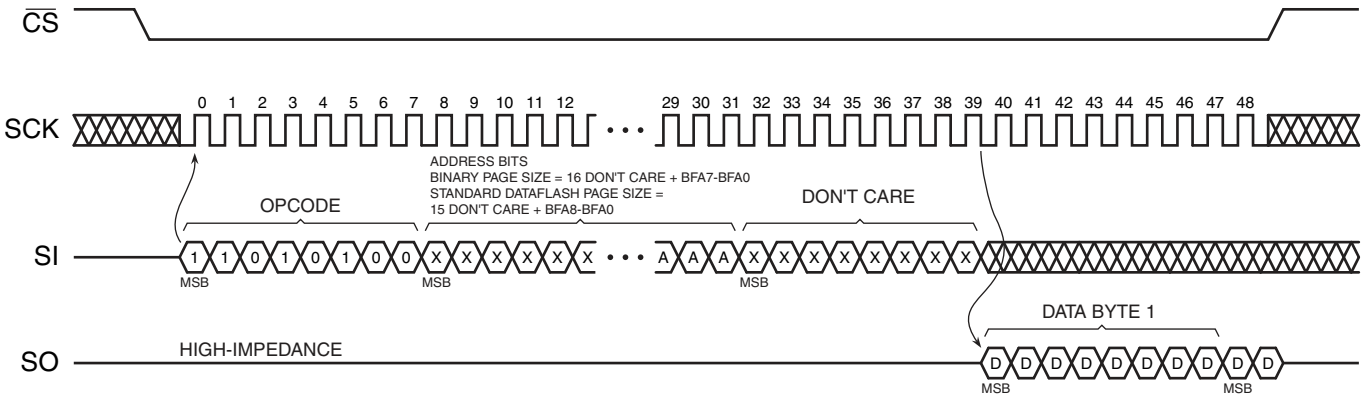 CS
0 1 2 3 4 5 6 7 8 9 10 11 12 29 30 31 32 33 34 35 36 37 38 39 40 41 42 43 44 45 46 47 48
SCK
ADDRESS BITS
BINARY PAGE SIZE = 16 DON'T CARE + BFA7-BFA0
STANDARD DATAFLASH PAGE SIZE =
15 DON'T CARE + BFA8-BFA0
OPCODE
DON'T CARE
SI 1 1 0 1 0 1 0 0 X X X X X X • • • A A A X X X X X X X X
MSB MSB MSB
DATA BYTE 1
HIGH-IMPEDANCE
SO D D D D D D D D D D
MSB MSB